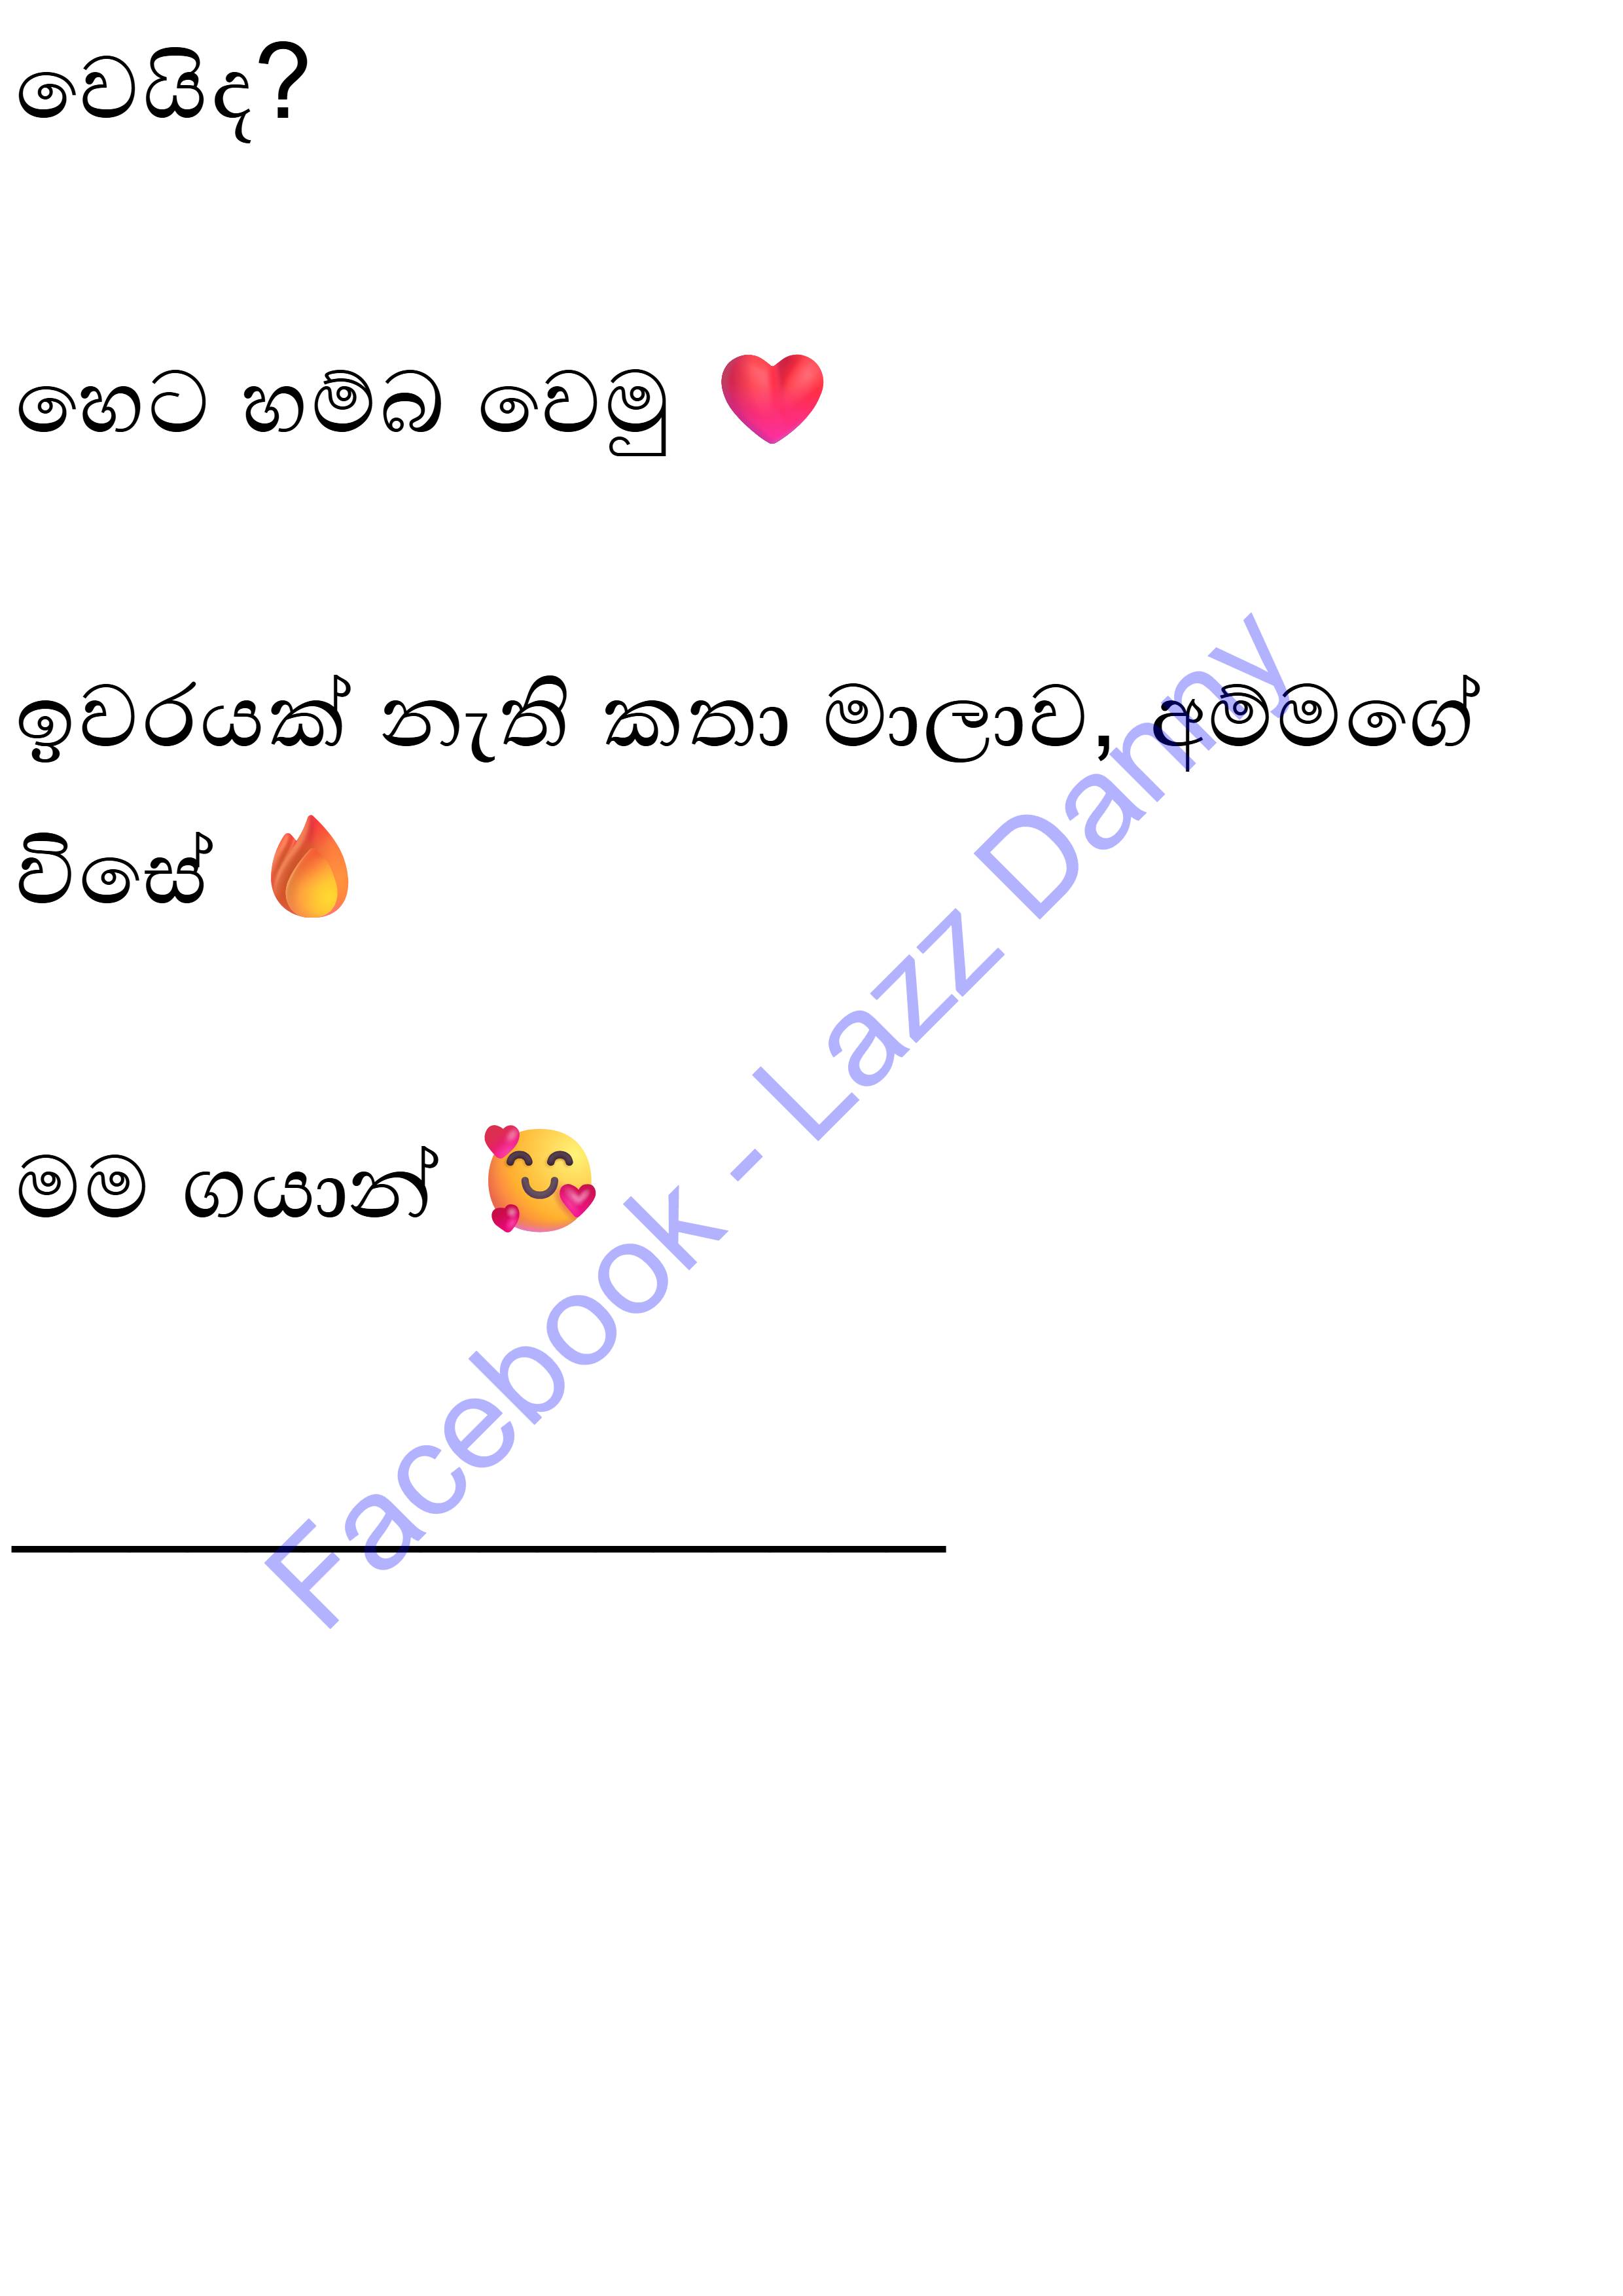 වෙයිද?
හෙට හම්බ වෙමු ❤️
ඉවරයක් නැති කතා මාලාව, අම්මගේ
විසේ 🔥
මම ගයාන් 🥰
Facebook - Lazz Danny